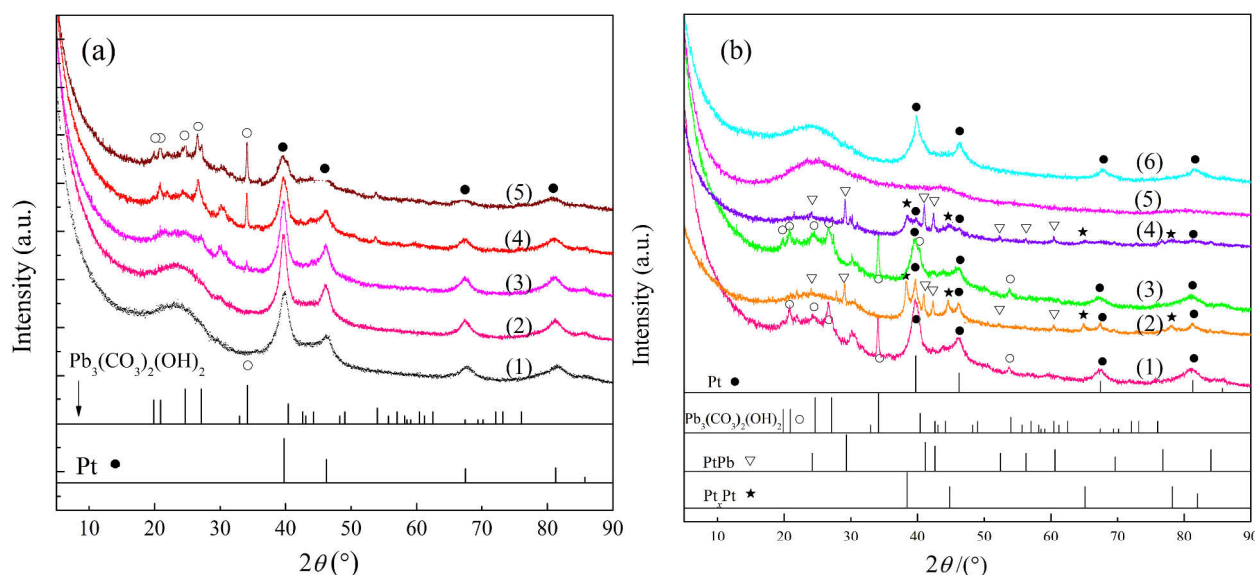 (a)
Intensity (a.u.)
(5)
(4)
(3)
(2)
(1)
Pb3(CO3)2(OH)2
Pt
10 20 30 40 50 60 70 80 90
2θ (°)
(b)
Intensity (a.u.)
(6)
(5)
(4)
(3)
(2)
(1)
Pt
Pb3(CO3)2(OH)2
PtPb
PtxPt
10 20 30 40 50 60 70 80 90
2θ/(°)